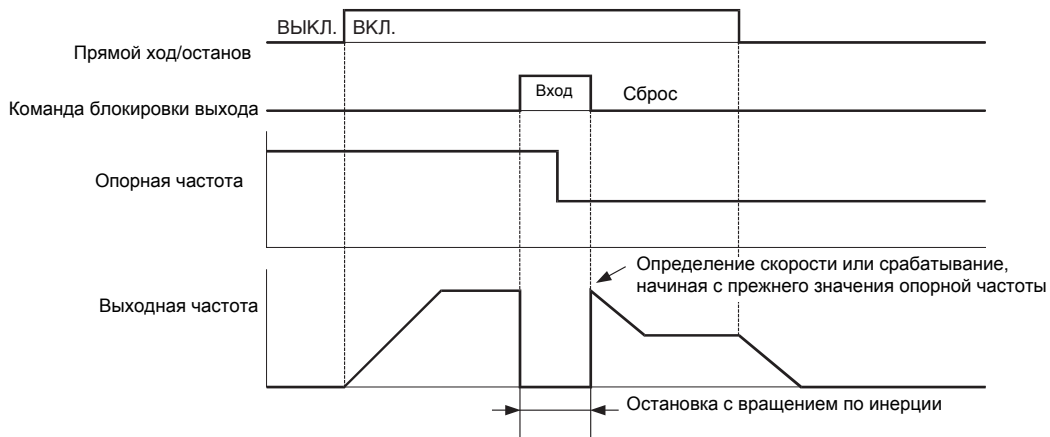 ВЫКЛ. ВКЛ.
Прямой ход/останов
Вход Сброс
Команда блокировки выхода
Опорная частота
Определение скорости или срабатывание,
начиная с прежнего значения опорной частоты
Выходная частота
Остановка с вращением по инерции